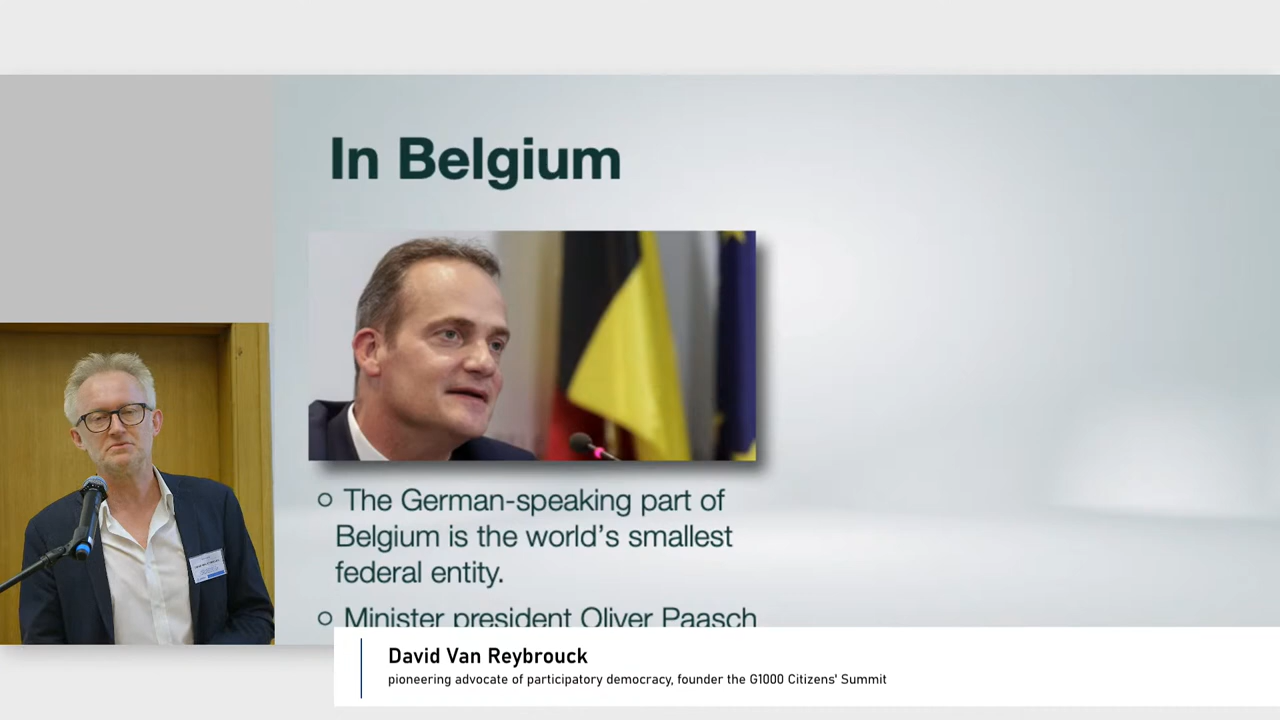 In Belgium
The German-speaking part of
Belgium is the world's smallest
federal entity.
Minister president Oliver Paasch
David Van Reybrouck
pioneering advocate of participatory democracy, founder the G1000 Citizens' Summit